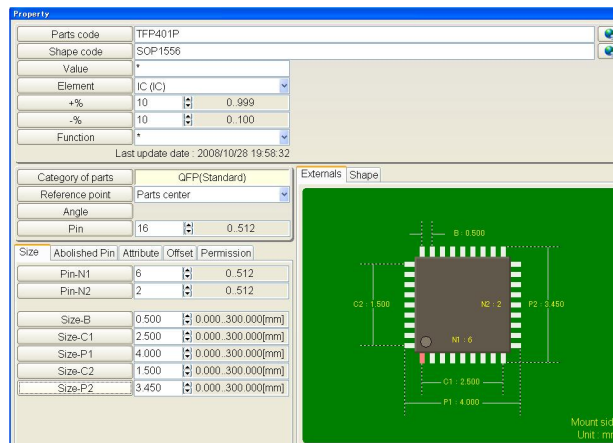 Property
Parts code TFP401P
Shape code SOP1556
Value *
Element IC (IC)
+% 10 0..999
-% 10 0..100
Function *
Last update date : 2008/10/28 19:58:32
Category of parts QFP(Standard)
Reference point Parts center
Angle
Pin 16 0..512
Size Abolished Pin Attribute Offset Permission
Pin-N1 6 0..512
Pin-N2 2 0..512
Size-B 0.500 0.000..300.000[mm]
Size-C1 2.500 0.000..300.000[mm]
Size-P1 4.000 0.000..300.000[mm]
Size-C2 1.500 0.000..300.000[mm]
Size-P2 3.450 0.000..300.000[mm]
Externals Shape
B : 0.500
C2 : 1.500
N2 : 2
P2 : 3.450
N1 : 6
C1 : 2.500
P1 : 4.000
Mount sid
Unit : m